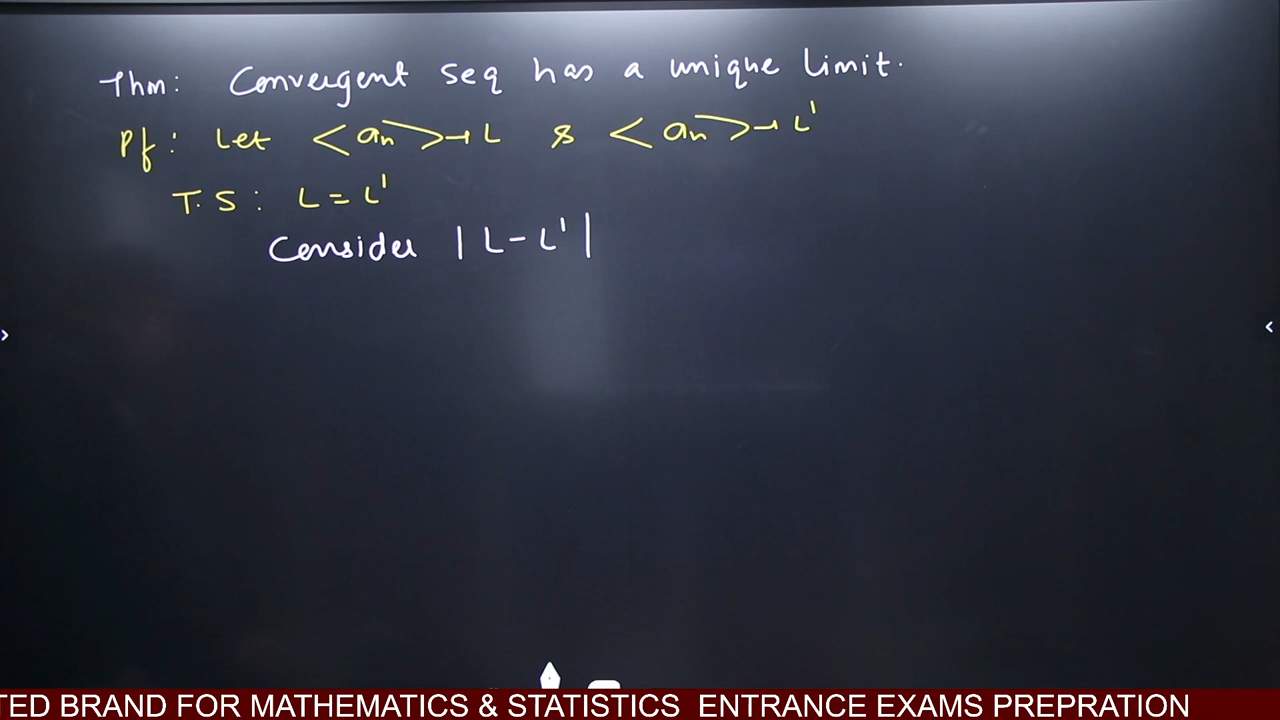 Thm: Convergent seq has a unique limit.
Pf: Let <an> → L & <an> → L'
T.S: L = L'
Consider |L - L'|
TED BRAND FOR MATHEMATICS & STATISTICS ENTRANCE EXAMS PREPRATION